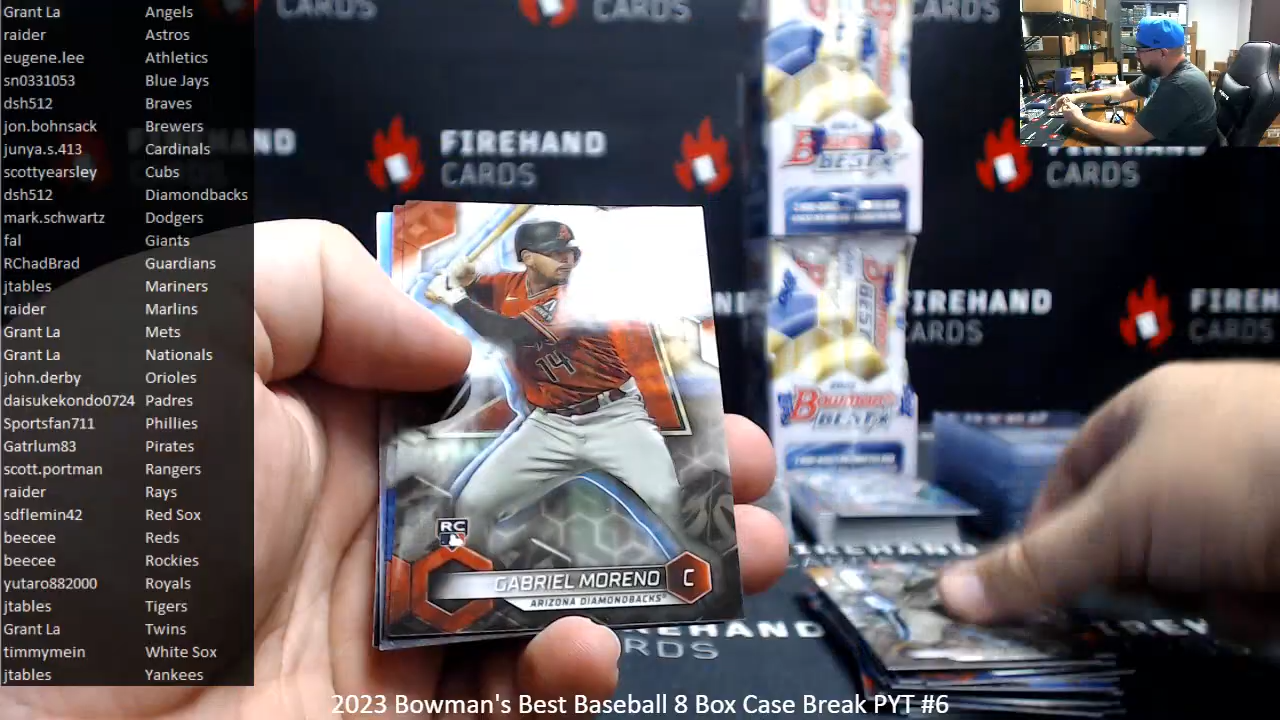 Grant La Angels
raider Astros
eugene.lee Athletics
sn0331053 Blue Jays
dsh512 Braves
jon.bohnsack Brewers
junya.s.413 Cardinals
scottyearsley Cubs
dsh512 Diamondbacks
mark.schwartz Dodgers
fal Giants
RChadBrad Guardians
jtables Mariners
raider Marlins
Grant La Mets
Grant La Nationals
john.derby Orioles
daisukekondo0724 Padres
Sportsfan711 Phillies
Gatrlum83 Pirates
scott.portman Rangers
raider Rays
sdflemin42 Red Sox
beecee Reds
beecee Rockies
yutaro882000 Royals
jtables Tigers
Grant La Twins
timmymein White Sox
jtables Yankees
FIREHAND
CARDS
CARDS
CARDS
FIREHAND
CARDS
FIREHAND
CARDS
FIREHAND
CARDS
Bowman's
BEST
Bowman's
BEST
A
14
RC
GABRIEL MORENO C
ARIZONA DIAMONDBACKS
2023 Bowman's Best Baseball 8 Box Case Break PYT #6